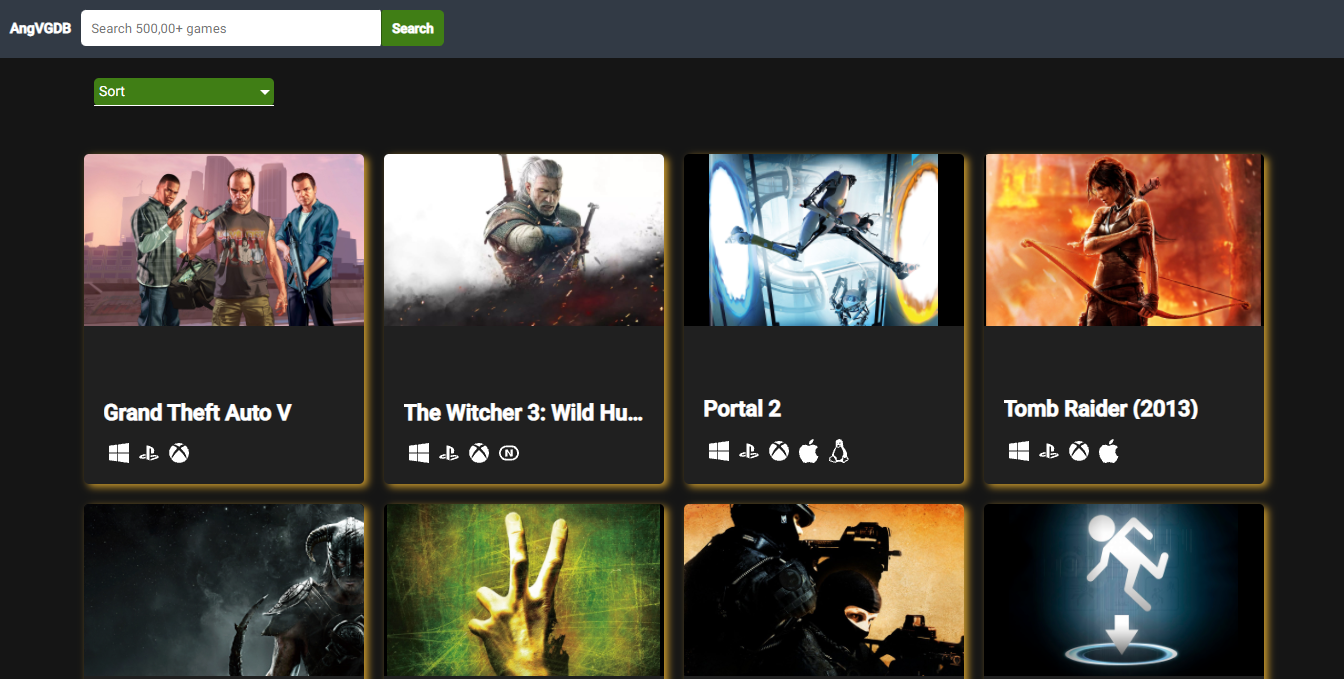 AngVGDB
Search 500,00+ games
Search
Sort
Grand Theft Auto V
The Witcher 3: Wild Hu...
Portal 2
Tomb Raider (2013)
N